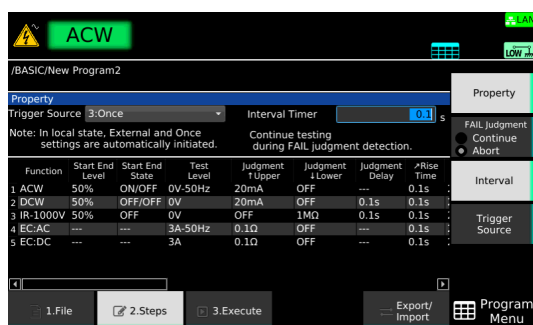 LAN
ACW
LOW
/BASIC/New Program2
Property
Property
Trigger Source 3:Once Interval Timer 0.1 s
Note: In local state, External and Once
settings are automatically initiated.
Continue testing
during FAIL judgment detection.
FAIL Judgment
Continue
Abort
Interval
Trigger
Source
Function Start End Level Start End State Test Level Judgment ↑Upper Judgment ↓Lower Judgment Delay ↗Rise Time
1 ACW 50% ON/OFF 0V-50Hz 20mA OFF --- 0.1s
2 DCW 50% OFF/OFF 0V 20mA OFF 0.1s 0.1s
3 IR-1000V 50% OFF 0V OFF 1MΩ 0.1s 0.1s
4 EC:AC --- --- 3A-50Hz 0.1Ω OFF --- 0.1s
5 EC:DC --- --- 3A 0.1Ω OFF --- 0.1s
1.File 2.Steps 3.Execute Export/
Import
Program
Menu